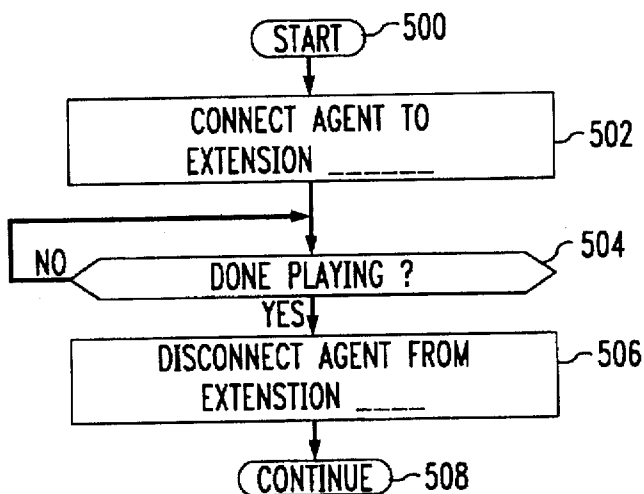 START 500
CONNECT AGENT TO
EXTENSION ______ 502
NO DONE PLAYING ? 504
YES
DISCONNECT AGENT FROM 506
EXTENSTION ____
CONTINUE 508